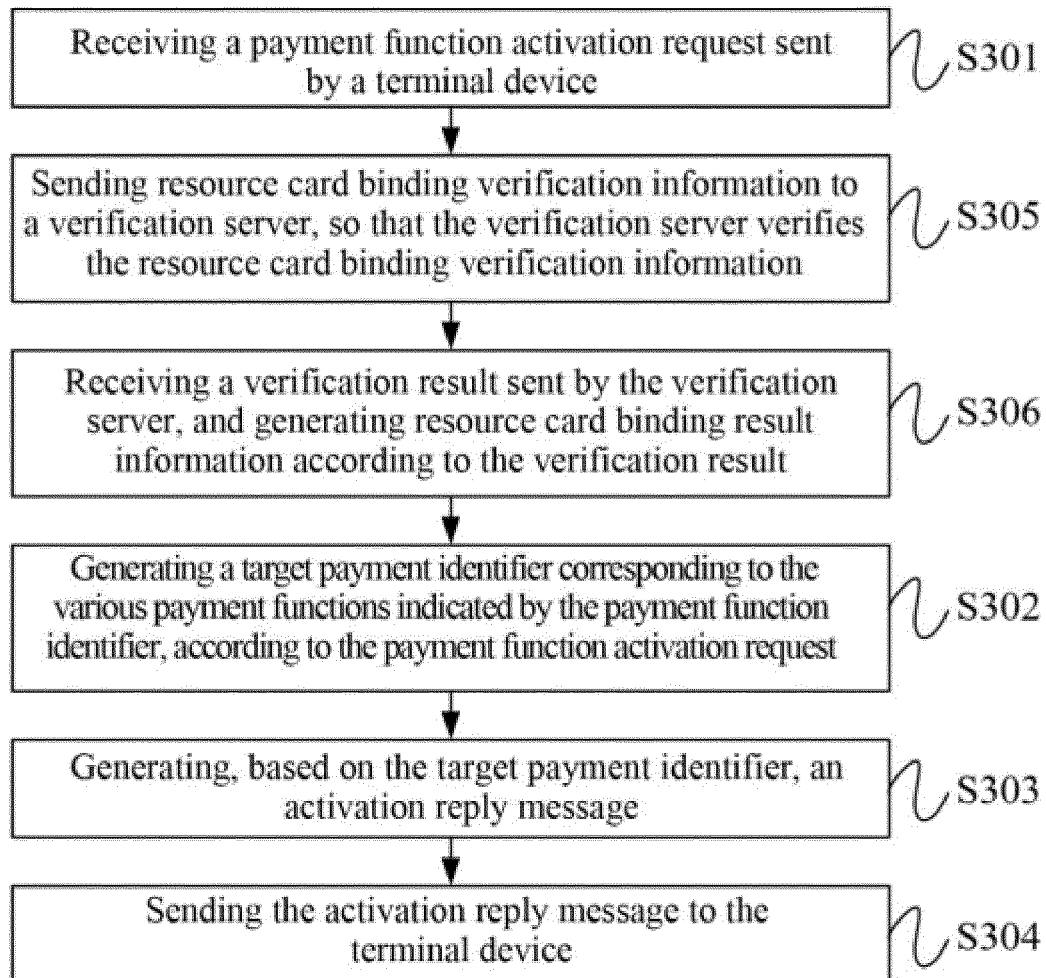 Receiving a payment function activation request sent
by a terminal device
S301
Sending resource card binding verification information to
a verification server, so that the verification server verifies
the resource card binding verification information
S305
Receiving a verification result sent by the verification
server, and generating resource card binding result
information according to the verification result
S306
Generating a target payment identifier corresponding to the
various payment functions indicated by the payment function
identifier, according to the payment function activation request
S302
Generating, based on the target payment identifier, an
activation reply message
S303
Sending the activation reply message to the
terminal device
S304